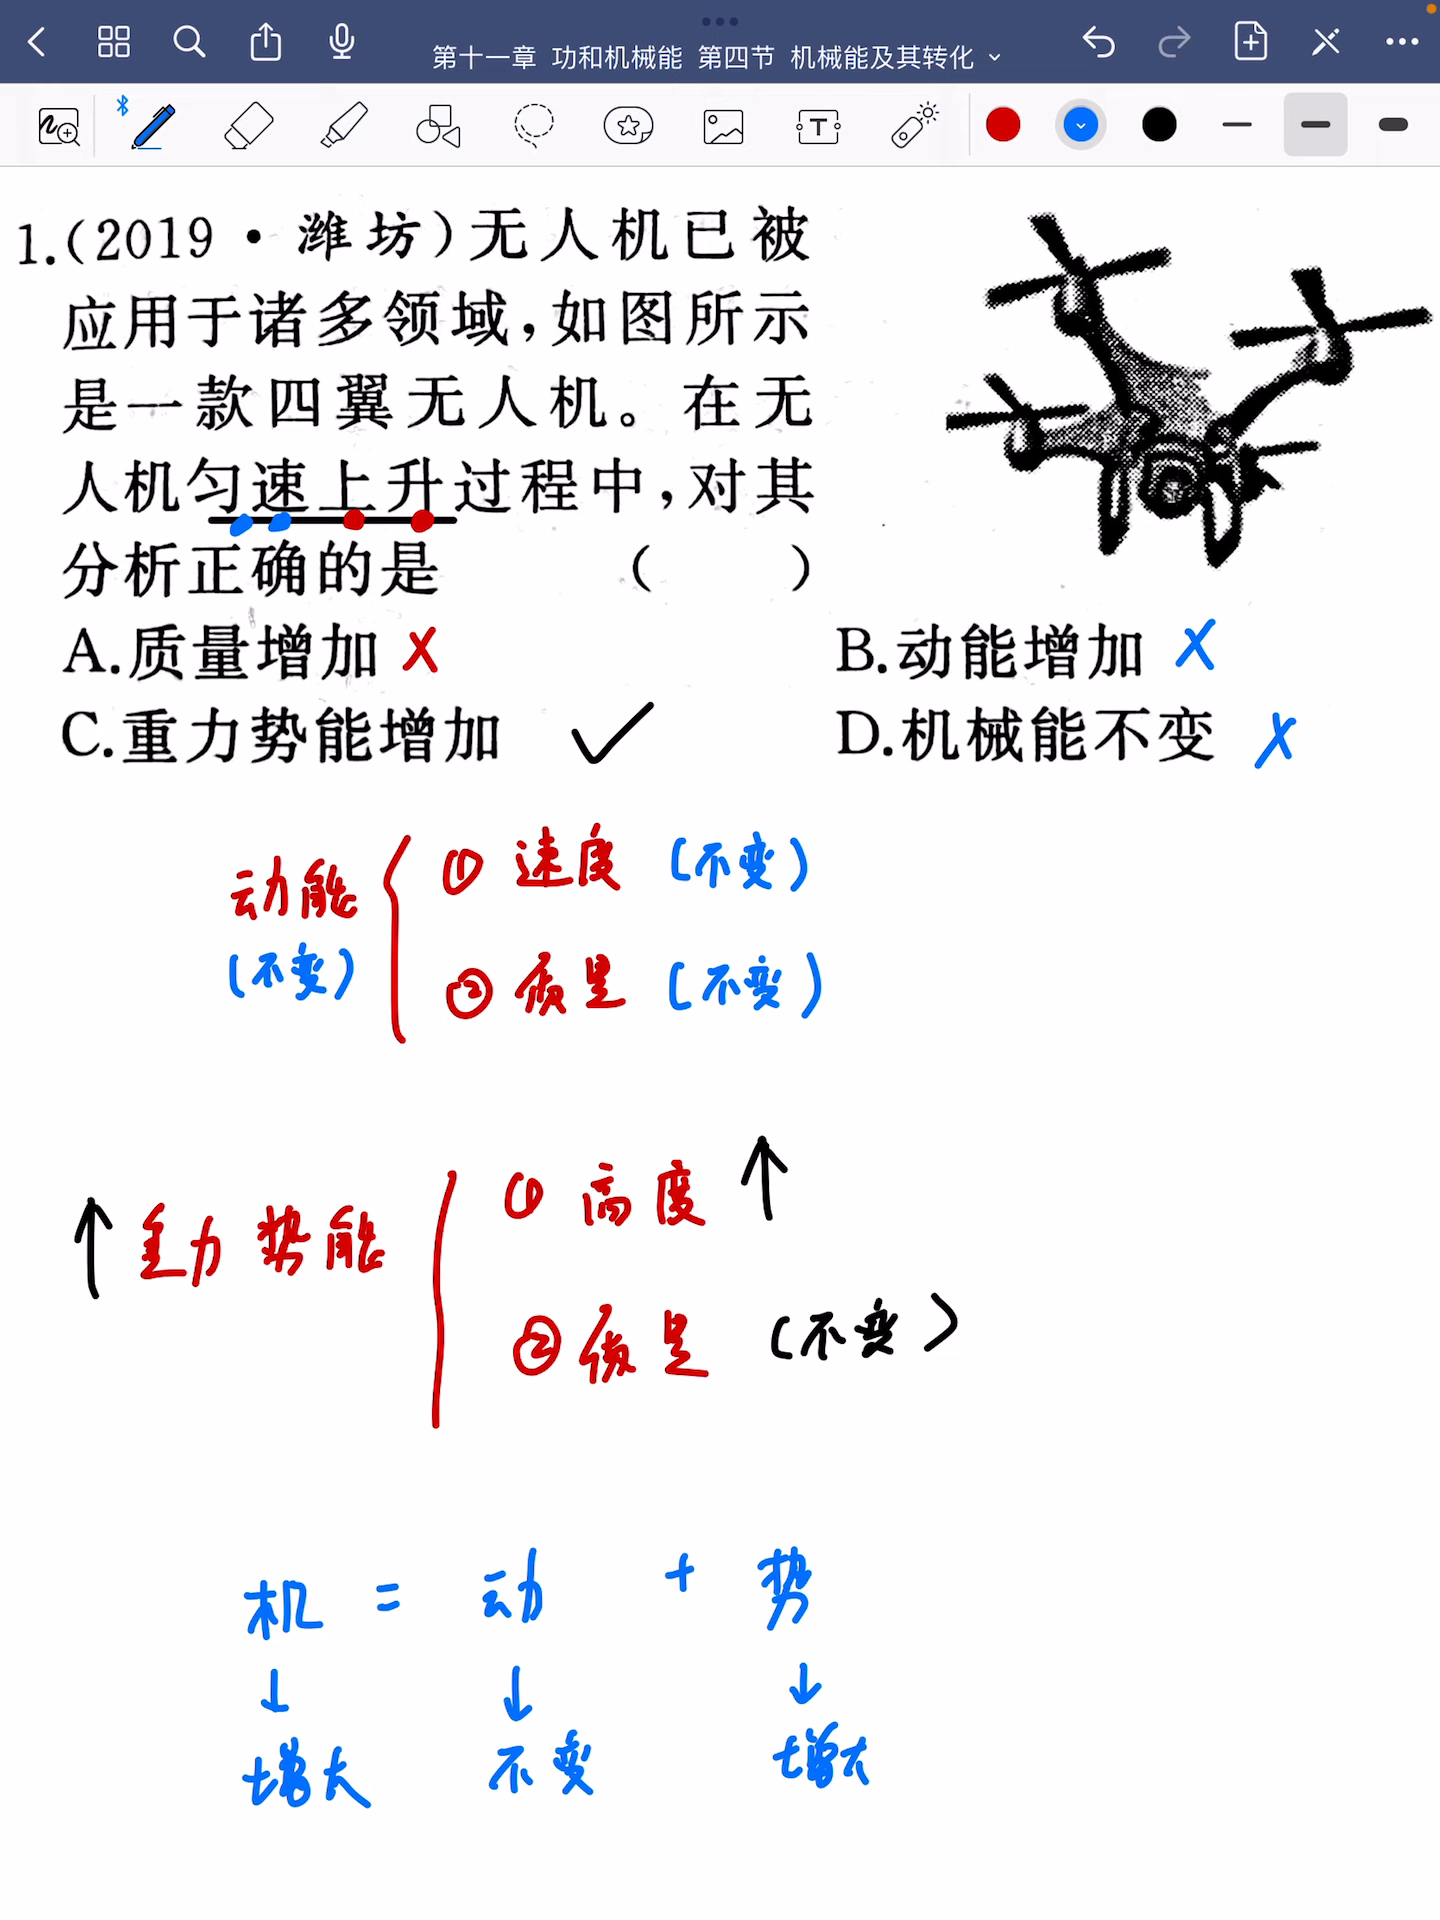 第十一章 功和机械能 第四节 机械能及其转化
T
1.(2019·潍坊)无人机已被
应用于诸多领域,如图所示
是一款四翼无人机。在无
人机匀速上升过程中,对其
分析正确的是 ( )
A.质量增加 ✗ B.动能增加 ✗
C.重力势能增加 ✓ D.机械能不变 ✗
动能 ① 速度 (不变)
(不变) ② 质量 (不变)
↑ 重力势能 ① 高度 ↑
② 质量 (不变)
机 = 动 + 势
↓ ↓ ↓
增大 不变 增大